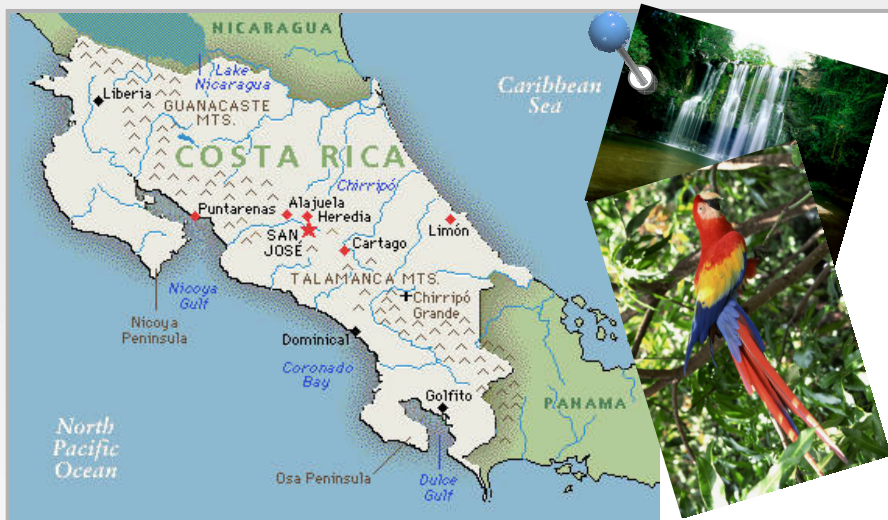 NICARAGUA
Lake
Nicaragua
Caribbean
Sea
Liberia
GUANACASTE
MTS.
COSTA RICA
Chirripó
Puntarenas
Alajuela
Heredia
Limón
SAN
JOSÉ
Cartago
TALAMANCA MTS.
Nicoya
Gulf
Chirripó
Grande
Nicoya
Peninsula
Dominical
Coronado
Bay
Golfito
PANAMA
North
Pacific
Ocean
Osa Peninsula
Dulce
Gulf